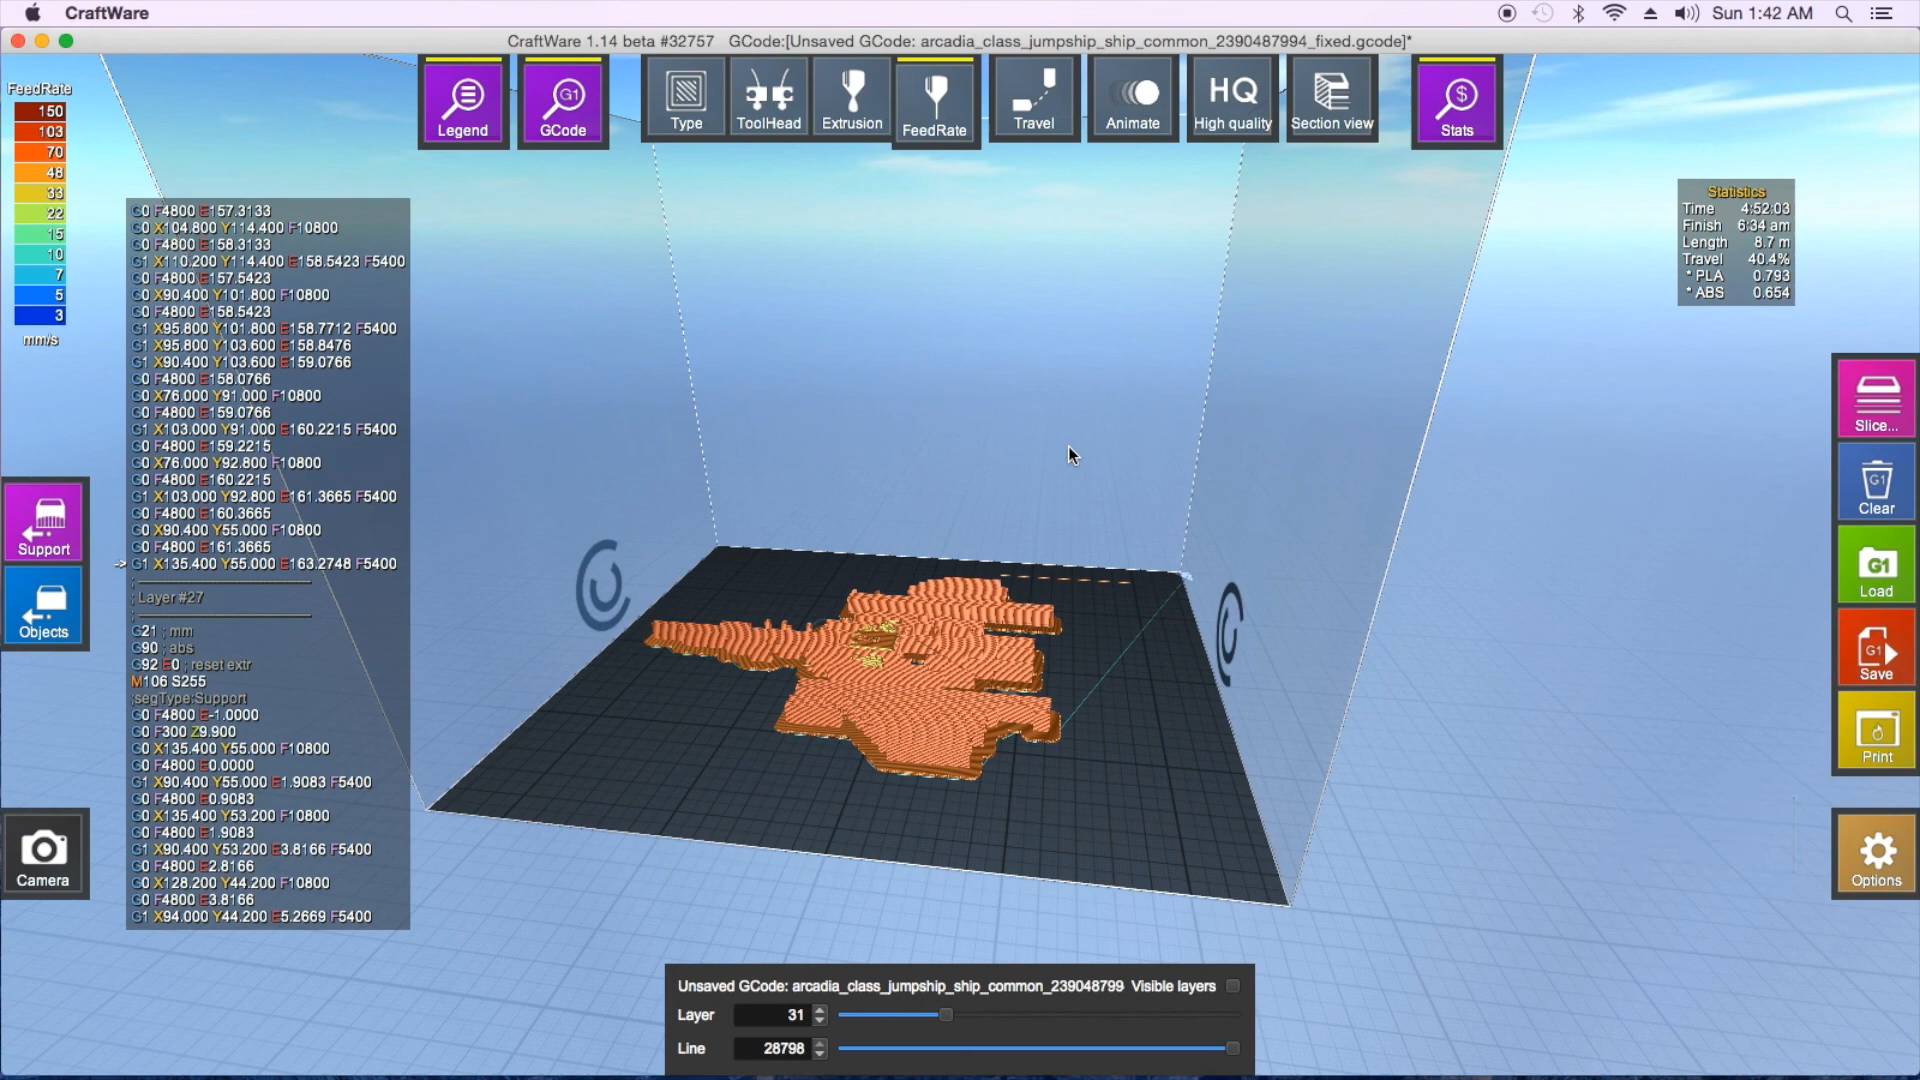 CraftWare
Sun 1:42 AM
CraftWare 1.14 beta #32757 GCode:[Unsaved GCode: arcadia_class_jumpship_ship_common_2390487994_fixed.gcode]*
Legend
G1
GCode
Type
ToolHead
Extrusion
FeedRate
Travel
Animate
HQ
High quality
Section view
$
Stats
FeedRate
150
103
70
48
33
22
15
10
7
5
3
mm/s
G0 F4800 E157.3133
G0 X104.800 Y114.400 F10800
G0 F4800 E158.3133
G1 X110.200 Y114.400 E158.5423 F5400
G0 F4800 E157.5423
G0 X90.400 Y101.800 F10800
G0 F4800 E158.5423
G1 X95.800 Y101.800 E158.7712 F5400
G1 X95.800 Y103.600 E158.8476
G1 X90.400 Y103.600 E159.0766
G0 F4800 E158.0766
G0 X76.000 Y91.000 F10800
G0 F4800 E159.0766
G1 X103.000 Y91.000 E160.2215 F5400
G0 F4800 E159.2215
G0 X76.000 Y92.800 F10800
G0 F4800 E160.2215
G1 X103.000 Y92.800 E161.3665 F5400
G0 F4800 E160.3665
G0 X90.400 Y55.000 F10800
G0 F4800 E161.3665
-> G1 X135.400 Y55.000 E163.2748 F5400
; Layer #27
G21 ; mm
G90 ; abs
G92 E0 ; reset extr
M106 S255
;segType:Support
G0 F4800 E-1.0000
G0 F300 Z9.900
G0 X135.400 Y55.000 F10800
G0 F4800 E0.0000
G1 X90.400 Y55.000 E1.9083 F5400
G0 F4800 E0.9083
G0 X135.400 Y53.200 F10800
G0 F4800 E1.9083
G1 X90.400 Y53.200 E3.8166 F5400
G0 F4800 E2.8166
G0 X128.200 Y44.200 F10800
G0 F4800 E3.8166
G1 X94.000 Y44.200 E5.2669 F5400
Statistics
Time 4:52:03
Finish 6:34 am
Length 8.7 m
Travel 40.4%
* PLA 0.793
* ABS 0.654
Support
Objects
Camera
Slice...
G1
Clear
G1
Load
G1
Save
Print
Options
Unsaved GCode: arcadia_class_jumpship_ship_common_239048799 Visible layers
Layer 31
Line 28798